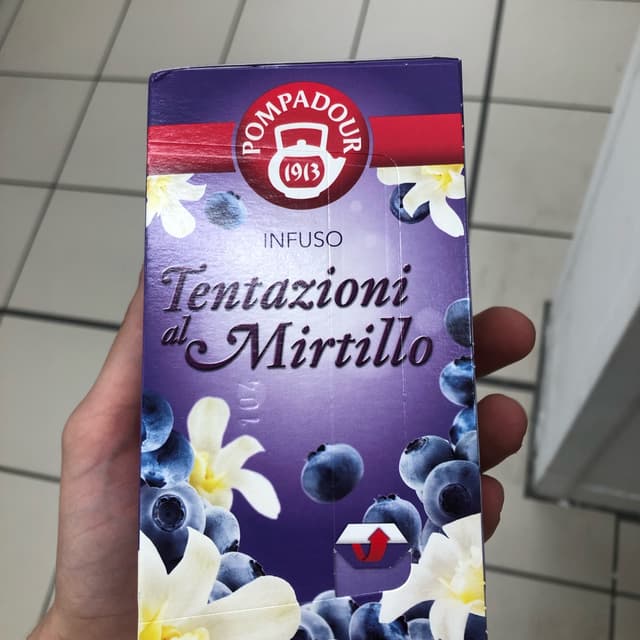 POMPADOUR
1913
INFUSO
Tentazioni
al Mirtillo